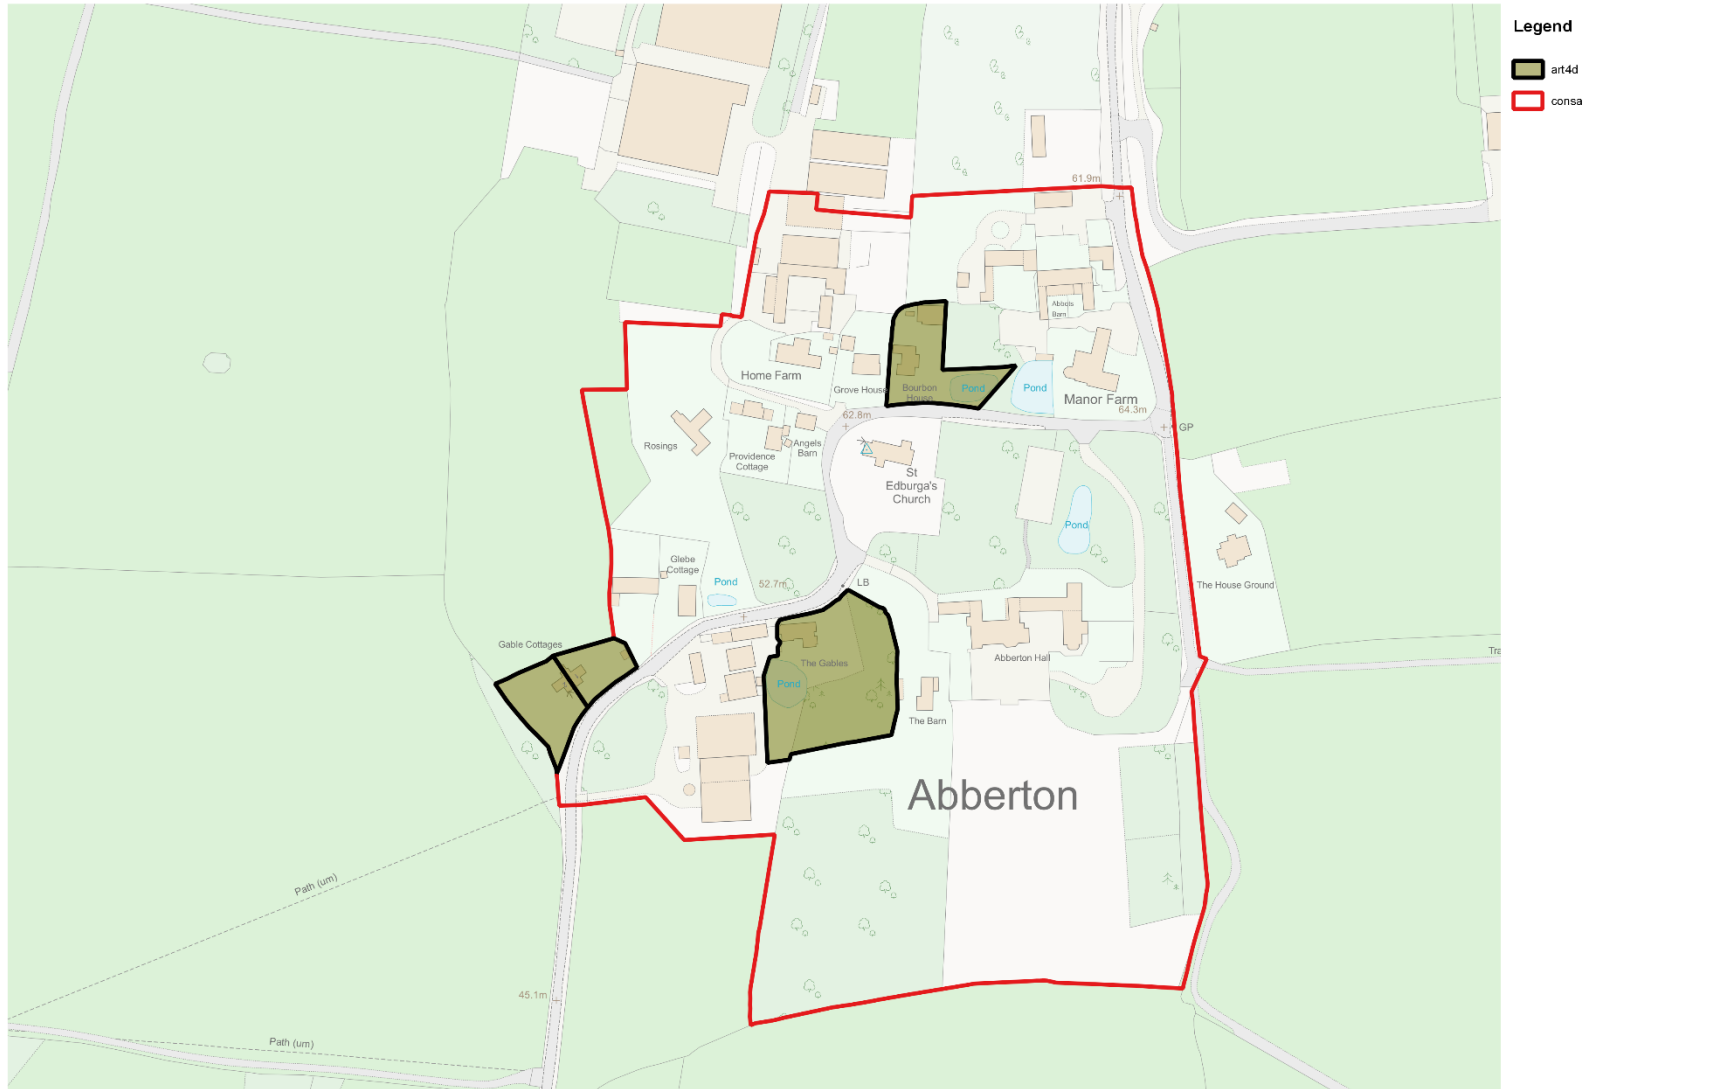 Legend
art4d
consa
61.9m
Abbots
Barn
Home Farm
Grove House
Bourbon
House
Pond
Pond
Manor Farm
64.3m
62.8m
GP
Rosings
Angels
Barn
Providence
Cottage
St
Edburga's
Church
Pond
Glebe
Cottage
Pond
52.7m
LB
The House Ground
Gable Cottages
The Gables
Abberton Hall
Tra
Pond
The Barn
Abberton
Path (um)
45.1m
Path (um)